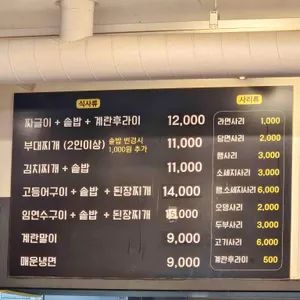 식사류
짜글이 + 솥밥 + 계란후라이 12,000
부대찌개 (2인이상) 솥밥 변경시 1,000원 추가 11,000
김치찌개 + 솥밥 11,000
고등어구이 + 솥밥 + 된장찌개 14,000
임연수구이 + 솥밥 + 된장찌개
계란말이 9,000
매운냉면 9,000
사리류
라면사리 1,000
당면사리 2,000
햄사리 3,000
소세지사리 3,000
햄.소세지사리 6,000
오뎅사리 2,000
두부사리 3,000
고기사리 6,000
계란후라이 500